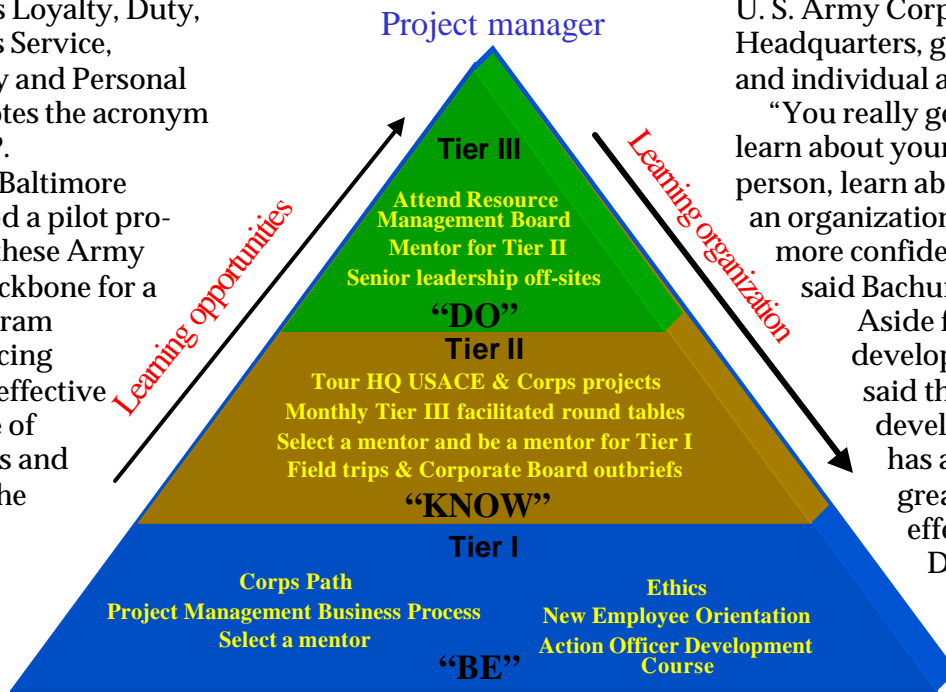 s Loyalty, Duty,
s Service,
y and Personal
otes the acronym
Baltimore
ed a pilot pro-
these Army
ckbone for a
ram
cing
effective
e of
s and
he
Project manager
Learning opportunities
Learning organization
Tier III
Attend Resource
Management Board
Mentor for Tier II
Senior leadership off-sites
“DO”
Tier II
Tour HQ USACE & Corps projects
Monthly Tier III facilitated round tables
Select a mentor and be a mentor for Tier I
Field trips & Corporate Board outbriefs
“KNOW”
Tier I
Corps Path
Project Management Business Process
Select a mentor
Ethics
New Employee Orientation
Action Officer Development
Course
“BE”
U. S. Army Corp
Headquarters, g
and individual a
“You really go
learn about your
person, learn ab
an organization
more confide
said Bachu
Aside f
develop
said th
devel
has a
grea
effo
D